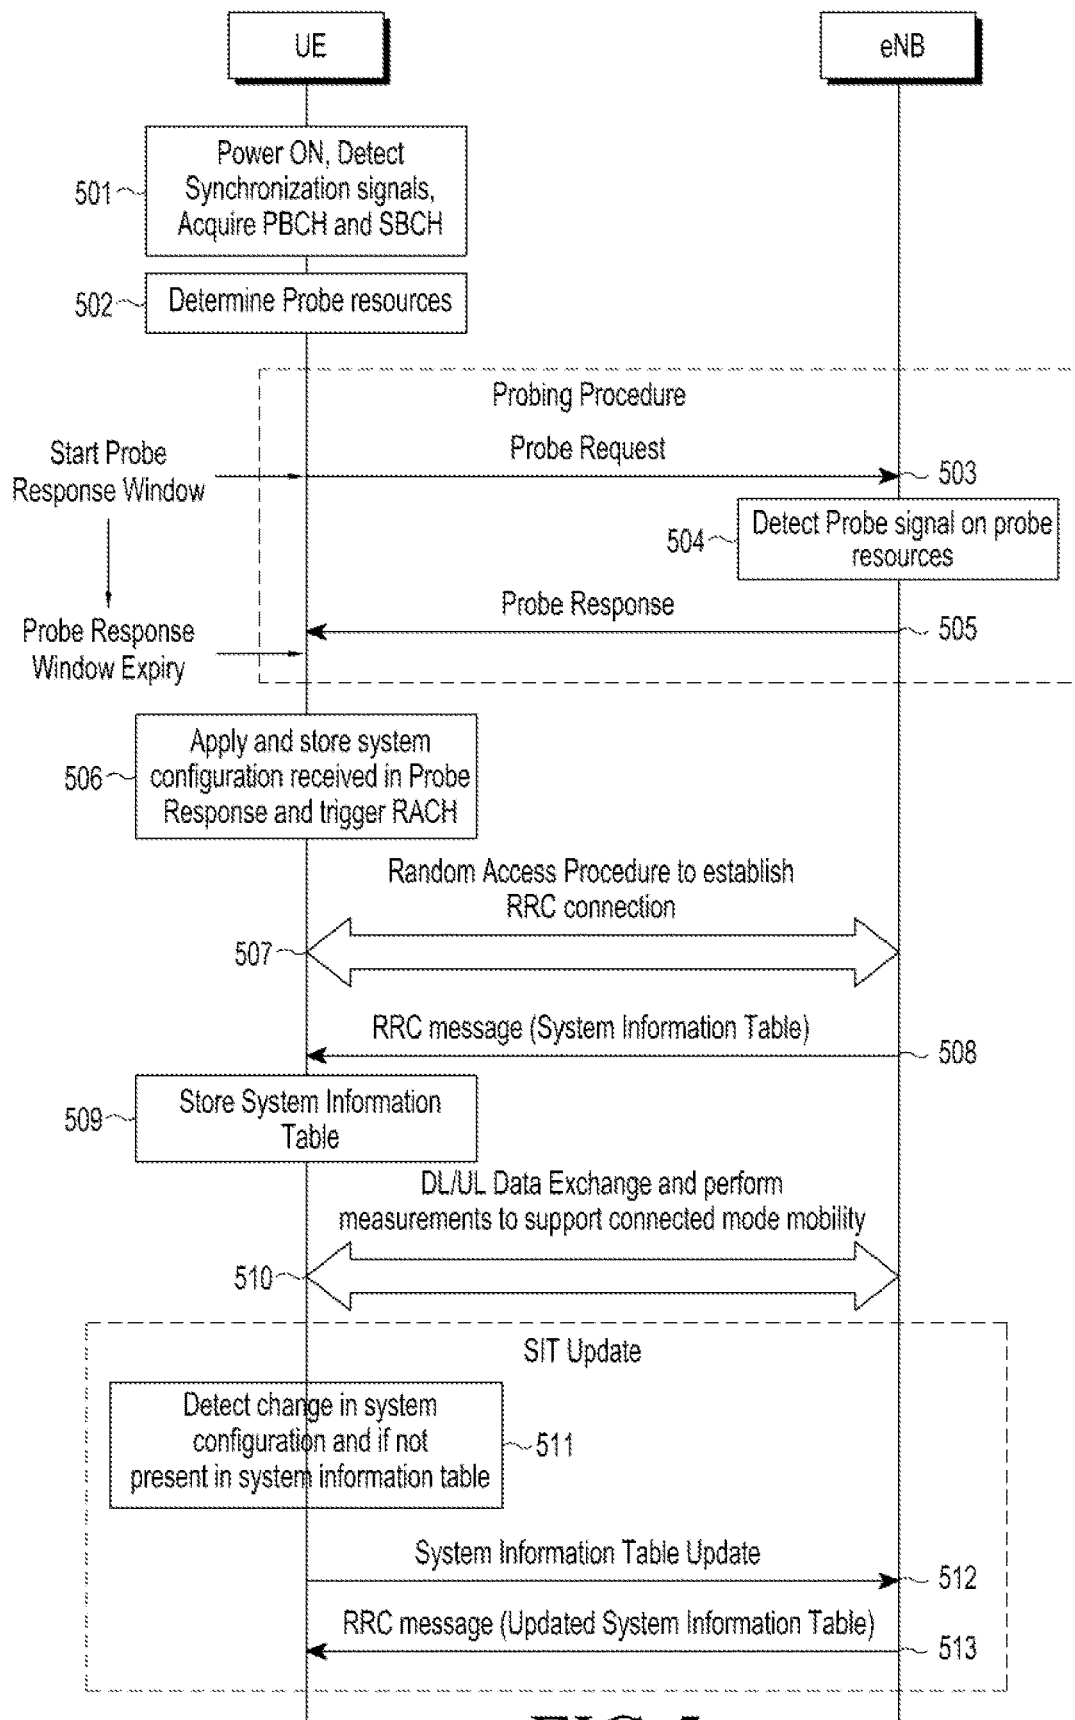 UE
eNB
501
Power ON, Detect
Synchronization signals,
Acquire PBCH and SBCH
502
Determine Probe resources
Probing Procedure
Start Probe
Response Window
Probe Request
503
504
Detect Probe signal on probe
resources
Probe Response
505
Probe Response
Window Expiry
506
Apply and store system
configuration received in Probe
Response and trigger RACH
Random Access Procedure to establish
RRC connection
507
RRC message (System Information Table)
508
509
Store System Information
Table
DL/UL Data Exchange and perform
measurements to support connected mode mobility
510
SIT Update
Detect change in system
configuration and if not
present in system information table
511
System Information Table Update
512
RRC message (Updated System Information Table)
513